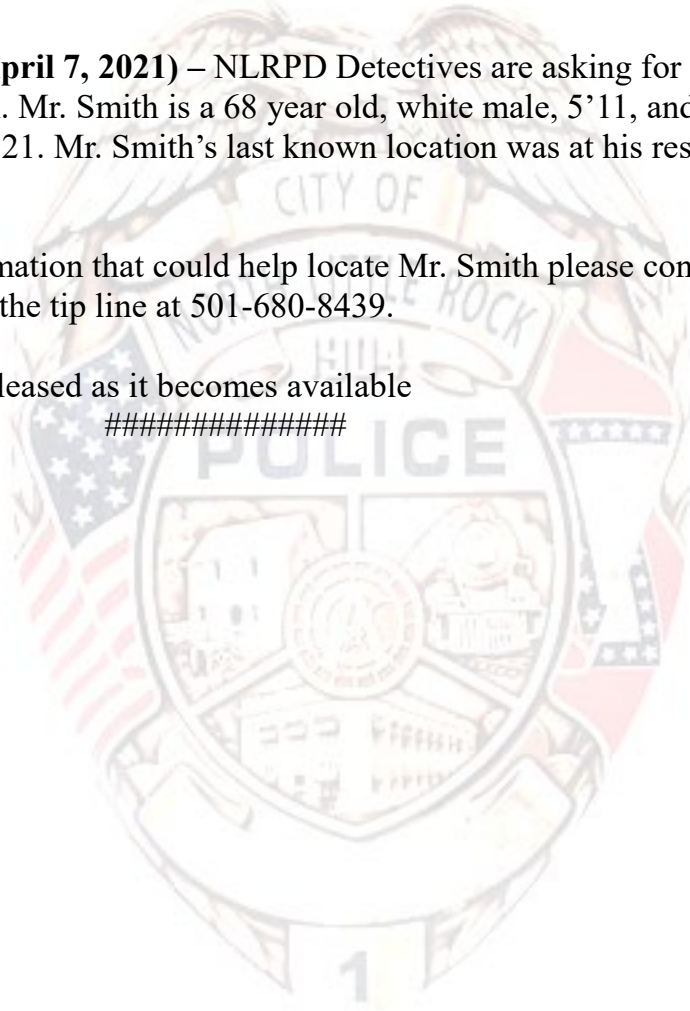 pril 7, 2021) – NLRPD Detectives are asking for
. Mr. Smith is a 68 year old, white male, 5’11, and
21. Mr. Smith’s last known location was at his res
CITY OF
mation that could help locate Mr. Smith please con
NORTH LITTLE ROCK
the tip line at 501-680-8439.
leased as it becomes available
##############
POLICE
1